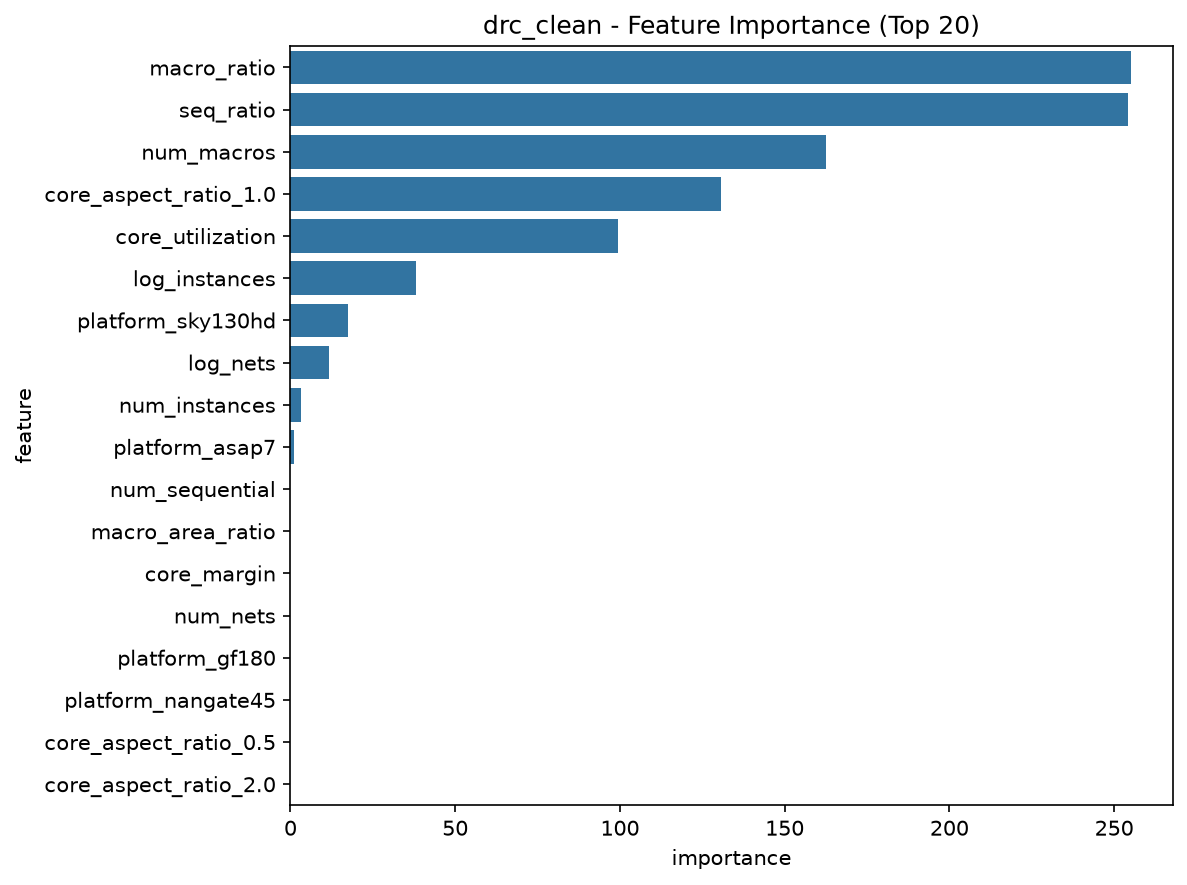 drc_clean - Feature Importance (Top 20)
macro_ratio
seq_ratio
num_macros
core_aspect_ratio_1.0
core_utilization
log_instances
platform_sky130hd
log_nets
num_instances
platform_asap7
num_sequential
macro_area_ratio
core_margin
num_nets
platform_gf180
platform_nangate45
core_aspect_ratio_0.5
core_aspect_ratio_2.0
feature
0 50 100 150 200 250
importance